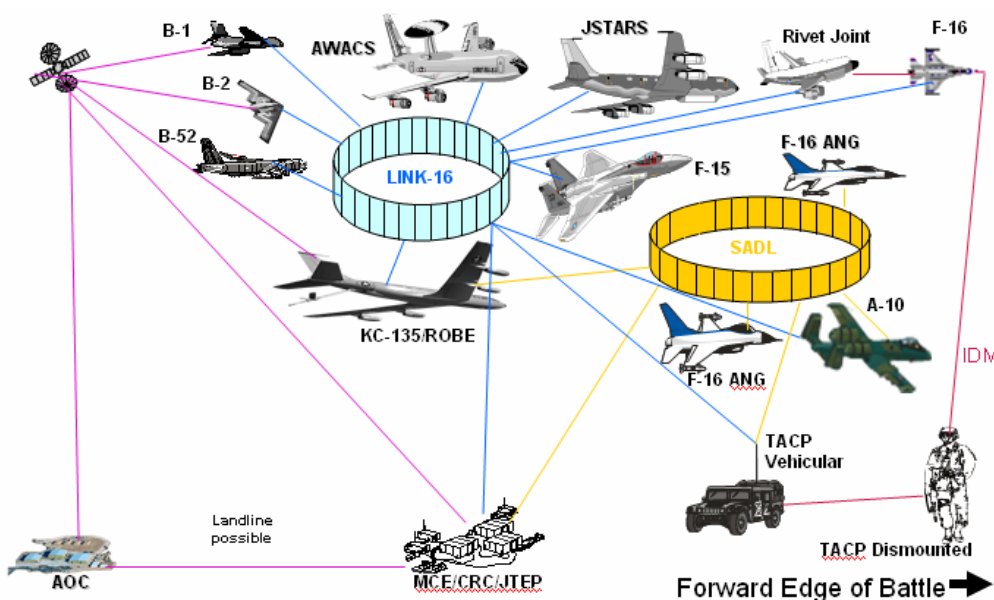 B-1
AWACS
JSTARS
Rivet Joint
F-16
B-2
B-52
LINK-16
F-15
F-16 ANG
SADL
KC-135/ROBE
A-10
F-16 ANG
IDM
TACP
Vehicular
Landline
possible
AOC
MCE/CRC/JTEP
TACP Dismounted
Forward Edge of Battle